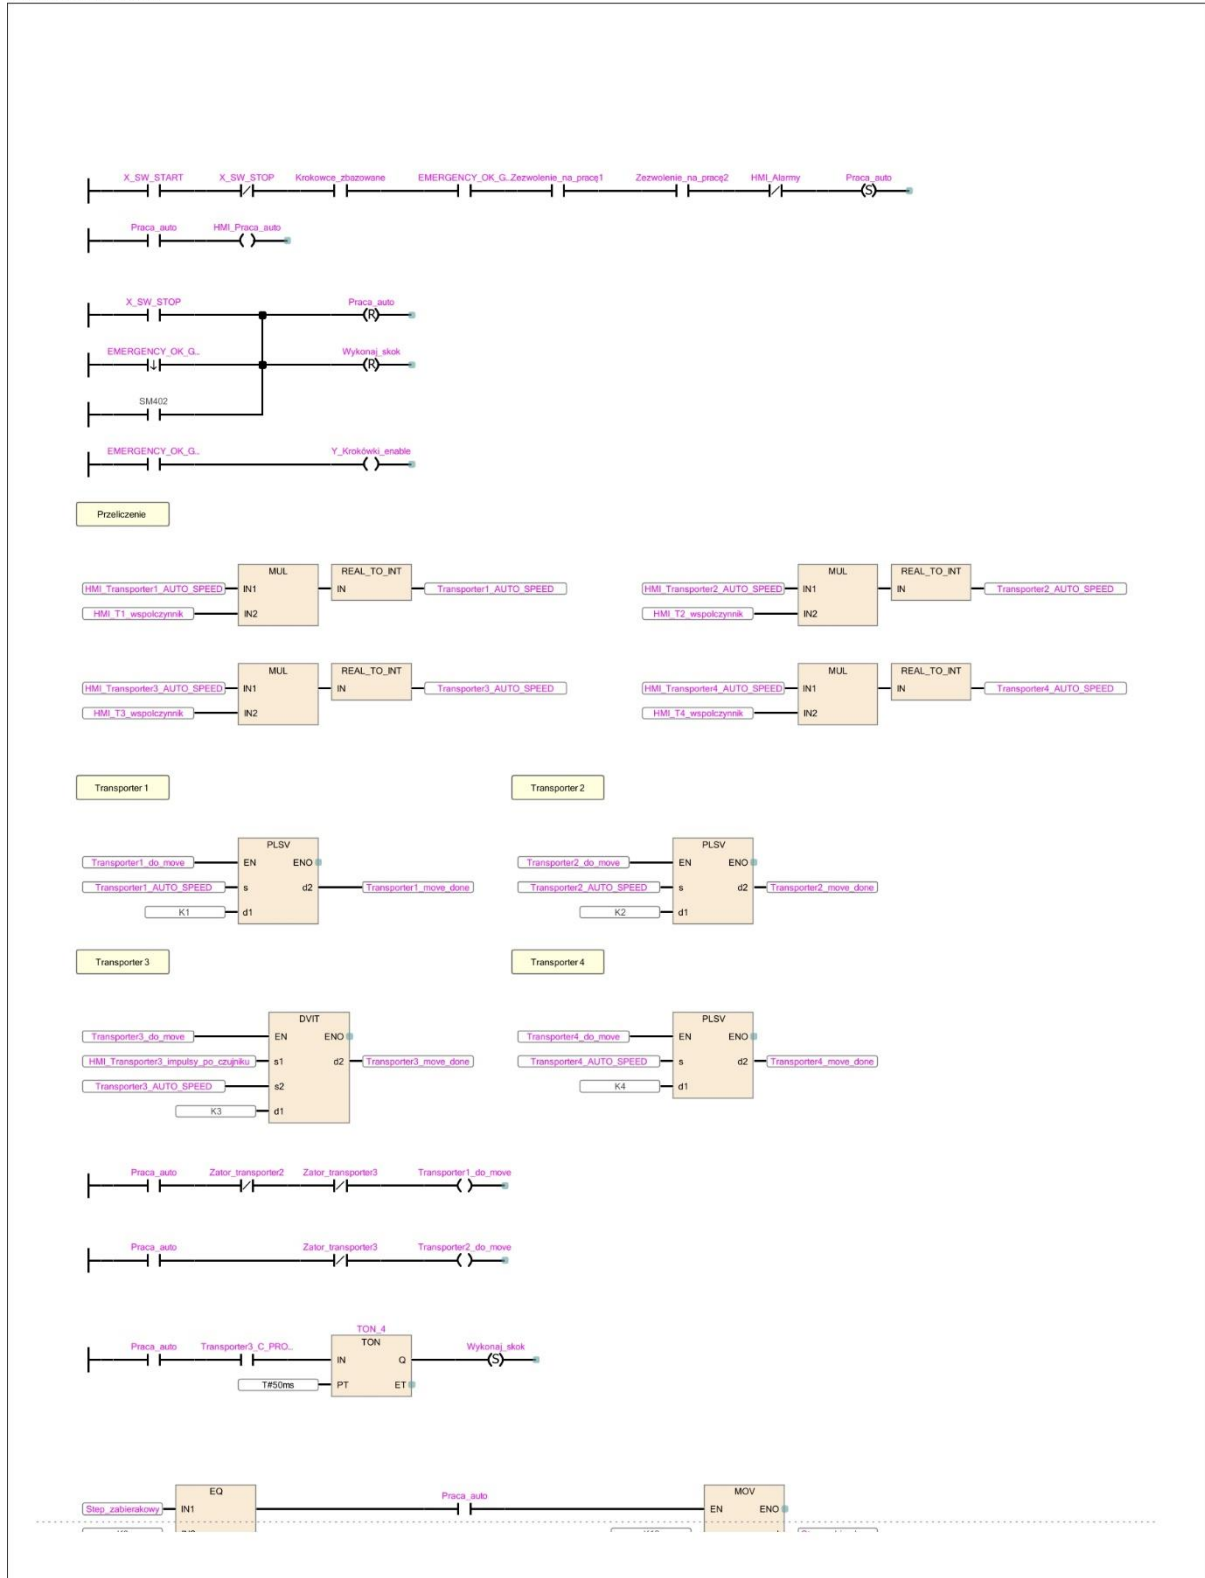 X_SW_START X_SW_STOP Krokowce_zbazowane EMERGENCY_OK_G.. Zezwolenie_na_pracę1 Zezwolenie_na_pracę2 HMI_Alarmy Praca_auto
S
Praca_auto HMI_Praca_auto
X_SW_STOP Praca_auto
R
EMERGENCY_OK_G.. Wykonaj_skok
R
SM402
EMERGENCY_OK_G.. Y_Krokówki_enable
Przeliczenie
MUL REAL_TO_INT MUL REAL_TO_INT
HMI_Transporter1_AUTO_SPEED IN1 IN Transporter1_AUTO_SPEED HMI_Transporter2_AUTO_SPEED IN1 IN Transporter2_AUTO_SPEED
HMI_T1_wspolczynnik IN2 HMI_T2_wspolczynnik IN2
MUL REAL_TO_INT MUL REAL_TO_INT
HMI_Transporter3_AUTO_SPEED IN1 IN Transporter3_AUTO_SPEED HMI_Transporter4_AUTO_SPEED IN1 IN Transporter4_AUTO_SPEED
HMI_T3_wspolczynnik IN2 HMI_T4_wspolczynnik IN2
Transporter 1 Transporter 2
PLSV PLSV
Transporter1_do_move EN ENO Transporter2_do_move EN ENO
Transporter1_AUTO_SPEED s d2 Transporter1_move_done Transporter2_AUTO_SPEED s d2 Transporter2_move_done
K1 d1 K2 d1
Transporter 3 Transporter 4
DVIT PLSV
Transporter3_do_move EN ENO Transporter4_do_move EN ENO
HMI_Transporter3_impulsy_po_czujniku s1 d2 Transporter3_move_done Transporter4_AUTO_SPEED s d2 Transporter4_move_done
Transporter3_AUTO_SPEED s2 K4 d1
K3 d1
Praca_auto Zator_transporter2 Zator_transporter3 Transporter1_do_move
Praca_auto Zator_transporter3 Transporter2_do_move
TON_4
Praca_auto Transporter3_C_PRO.. TON Wykonaj_skok
IN Q S
T#50ms PT ET
EQ Praca_auto MOV
Step_zabierakowy IN1 EN ENO